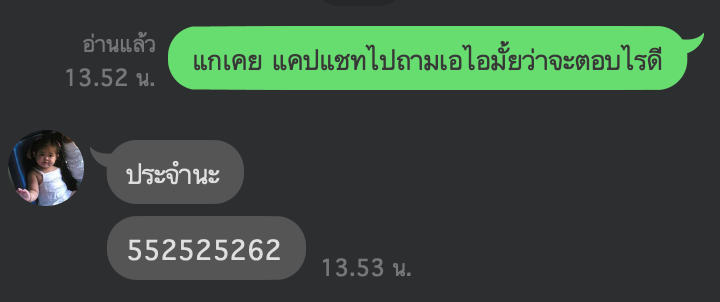 แกเคย แคปแชทไปถามเอไอมั้ยว่าจะตอบไรดี
อ่านแล้ว
13.52 น.
ประจำนะ
552525262
13.53 น.